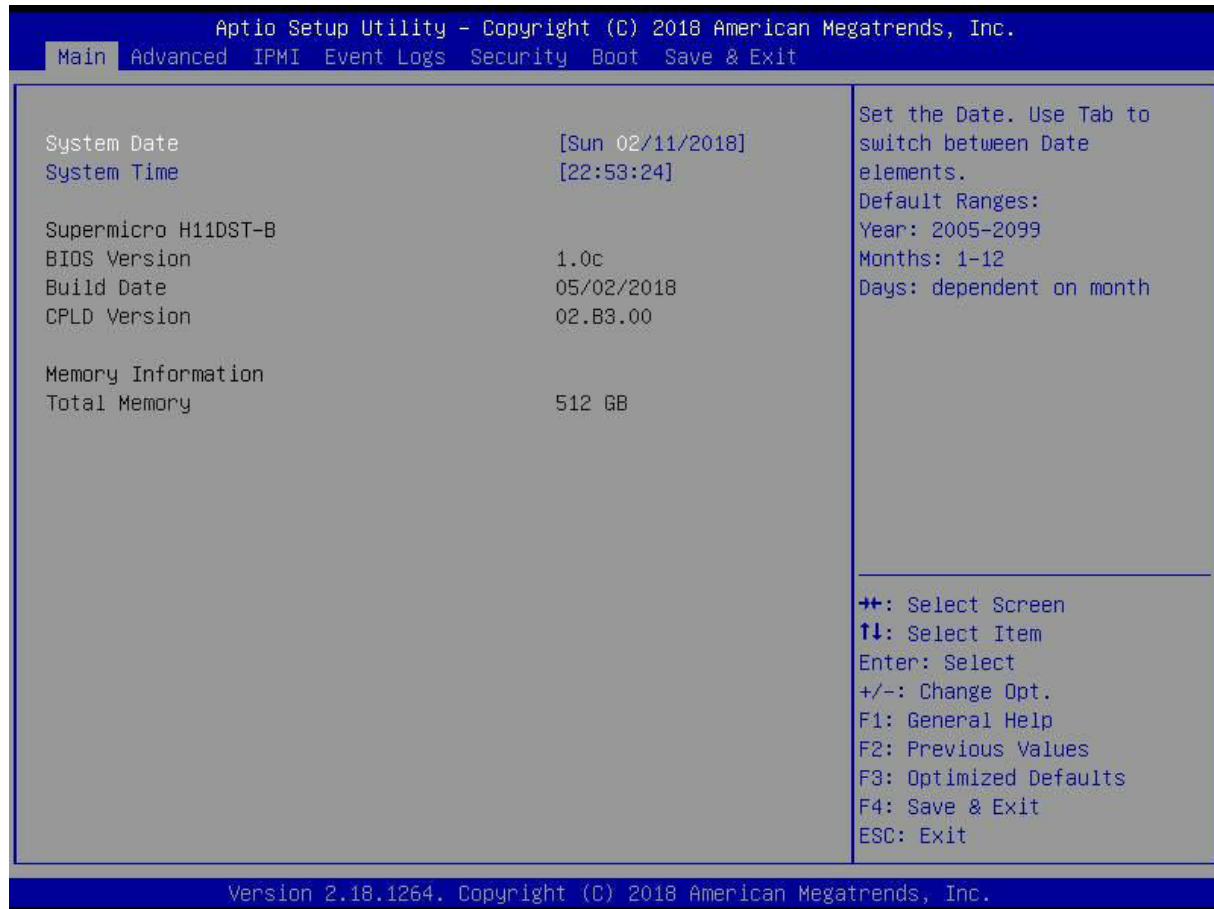 Aptio Setup Utility – Copyright (C) 2018 American Megatrends, Inc.
Main Advanced IPMI Event Logs Security Boot Save & Exit
System Date [Sun 02/11/2018]
System Time [22:53:24]
Supermicro H11DST-B
BIOS Version 1.0c
Build Date 05/02/2018
CPLD Version 02.B3.00
Memory Information
Total Memory 512 GB
Set the Date. Use Tab to
switch between Date
elements.
Default Ranges:
Year: 2005-2099
Months: 1-12
Days: dependent on month
→←: Select Screen
↑↓: Select Item
Enter: Select
+/-: Change Opt.
F1: General Help
F2: Previous Values
F3: Optimized Defaults
F4: Save & Exit
ESC: Exit
Version 2.18.1264. Copyright (C) 2018 American Megatrends, Inc.